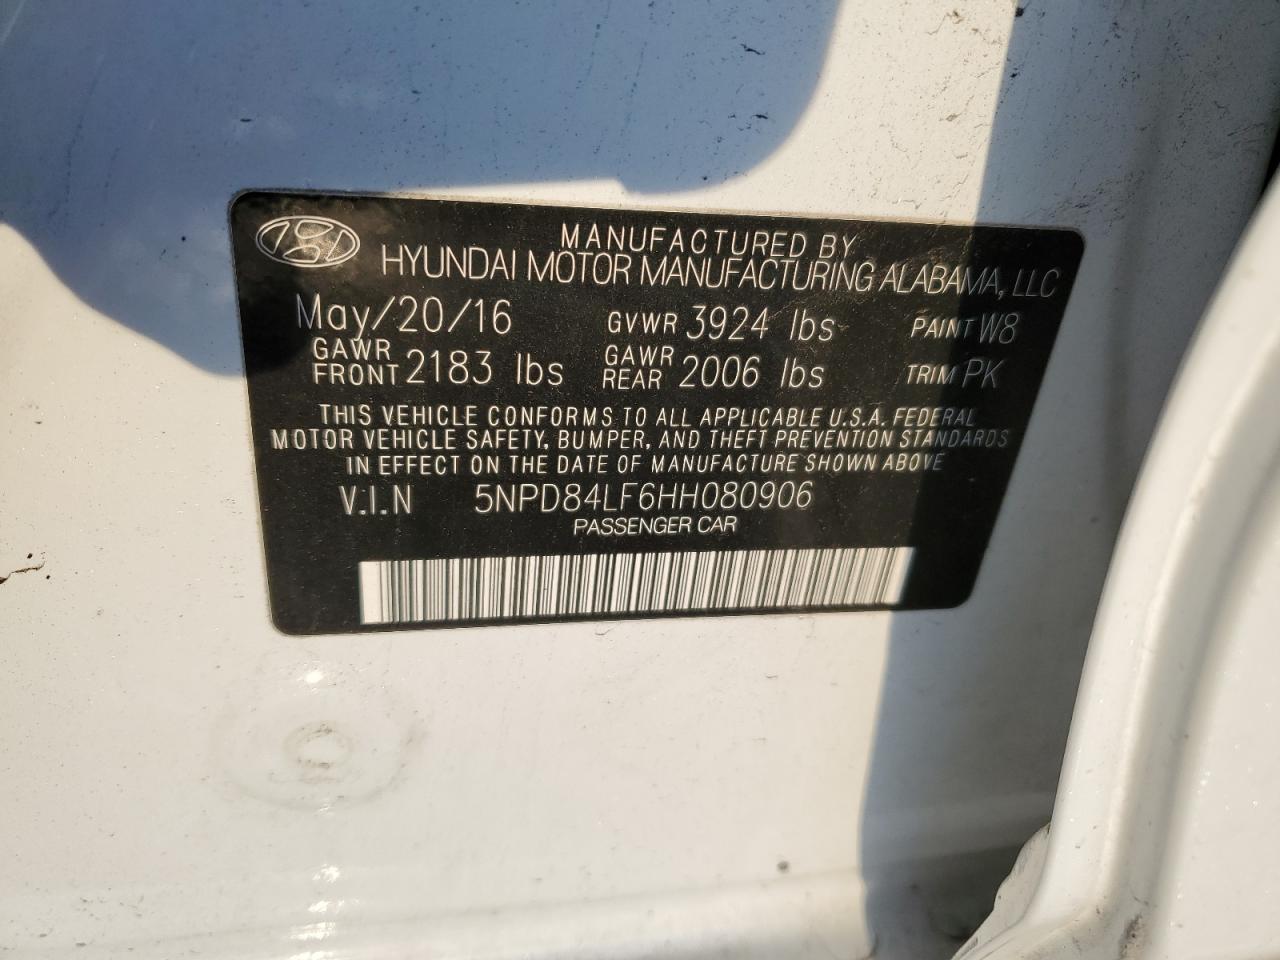 MANUFACTURED BY
HYUNDAI MOTOR MANUFACTURING ALABAMA, LLC
May/20/16 GVWR 3924 lbs PAINT W8
GAWR FRONT 2183 lbs GAWR REAR 2006 lbs TRIM PK
THIS VEHICLE CONFORMS TO ALL APPLICABLE U.S.A. FEDERAL
MOTOR VEHICLE SAFETY, BUMPER, AND THEFT PREVENTION STANDARDS
IN EFFECT ON THE DATE OF MANUFACTURE SHOWN ABOVE
V.I.N 5NPD84LF6HH080906
PASSENGER CAR